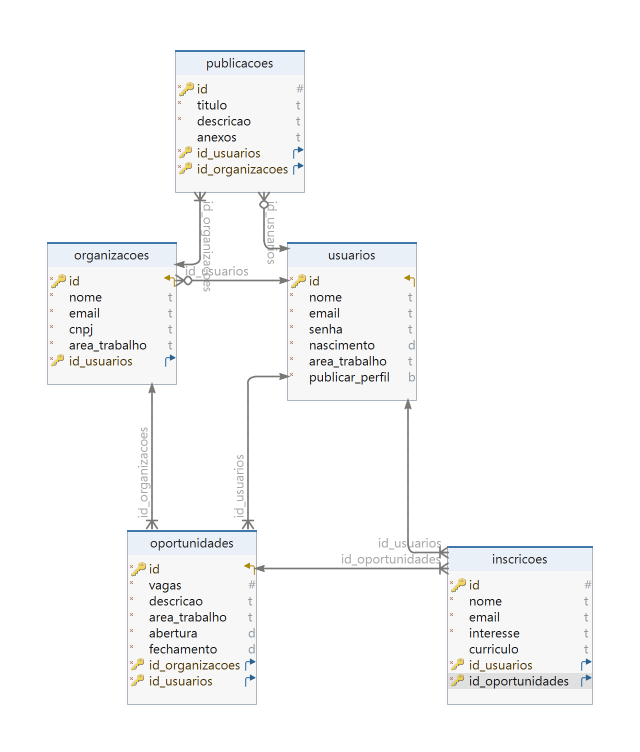 publicacoes
id #
titulo t
descricao t
anexos t
id_usuarios
id_organizacoes
id_organizacoes
id_usuarios
organizacoes
id
nome t
email t
cnpj t
area_trabalho t
id_usuarios
id_usuarios
usuarios
id
nome t
email t
senha t
nascimento d
area_trabalho t
publicar_perfil b
id_organizacoes
id_usuarios
oportunidades
id
vagas #
descricao t
area_trabalho t
abertura d
fechamento d
id_organizacoes
id_usuarios
id_usuarios
id_oportunidades
inscricoes
id #
nome t
email t
interesse t
curriculo t
id_usuarios
id_oportunidades